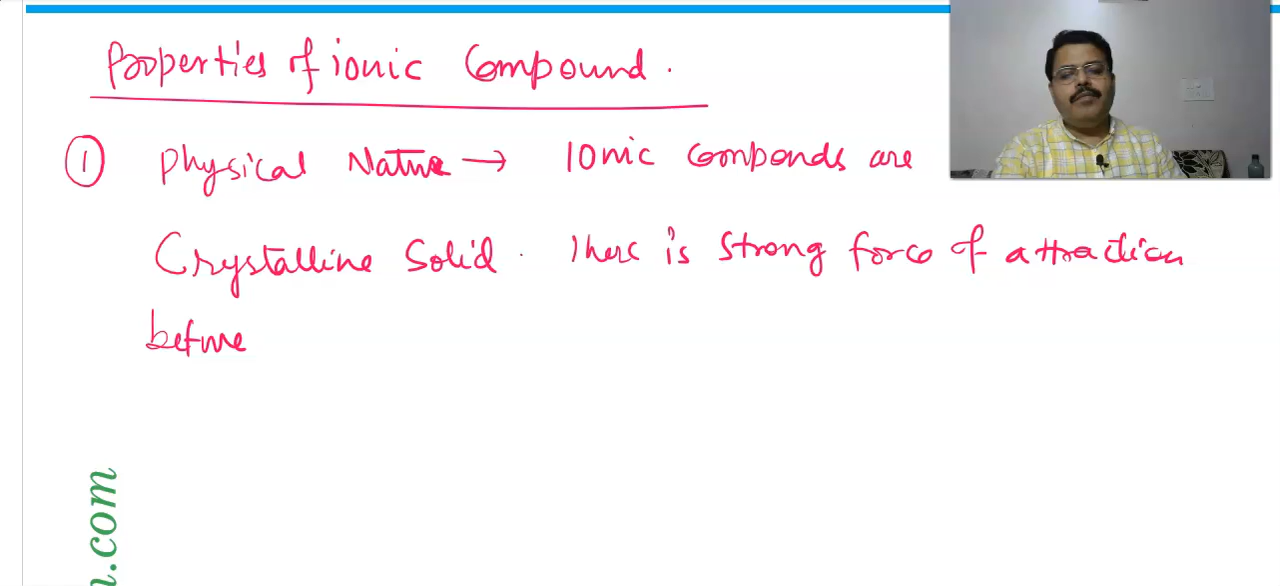 Properties of ionic Compound.
① Physical Nature → Ionic componds are
Crystalline Solid. There is strong force of attraction
before
n.com